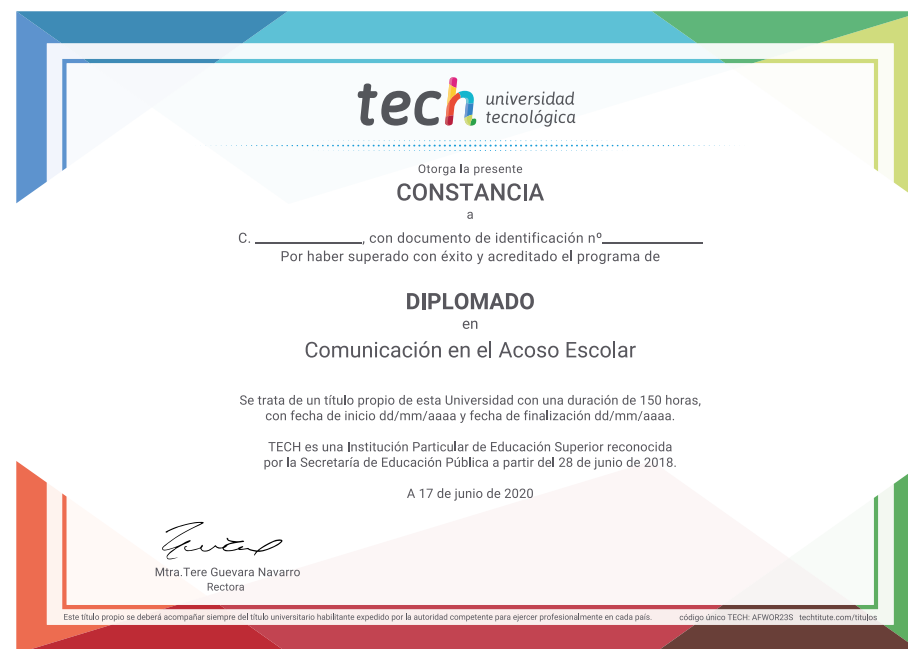 tech universidad
tecnológica
Otorga la presente
CONSTANCIA
a
C. ____________, con documento de identificación nº____________
Por haber superado con éxito y acreditado el programa de
DIPLOMADO
en
Comunicación en el Acoso Escolar
Se trata de un título propio de esta Universidad con una duración de 150 horas,
con fecha de inicio dd/mm/aaaa y fecha de finalización dd/mm/aaaa.
TECH es una Institución Particular de Educación Superior reconocida
por la Secretaría de Educación Pública a partir del 28 de junio de 2018.
A 17 de junio de 2020
Mtra.Tere Guevara Navarro
Rectora
Este título propio se deberá acompañar siempre del título universitario habilitante expedido por la autoridad competente para ejercer profesionalmente en cada país. código único TECH: AFWOR23S techtitute.com/titulos